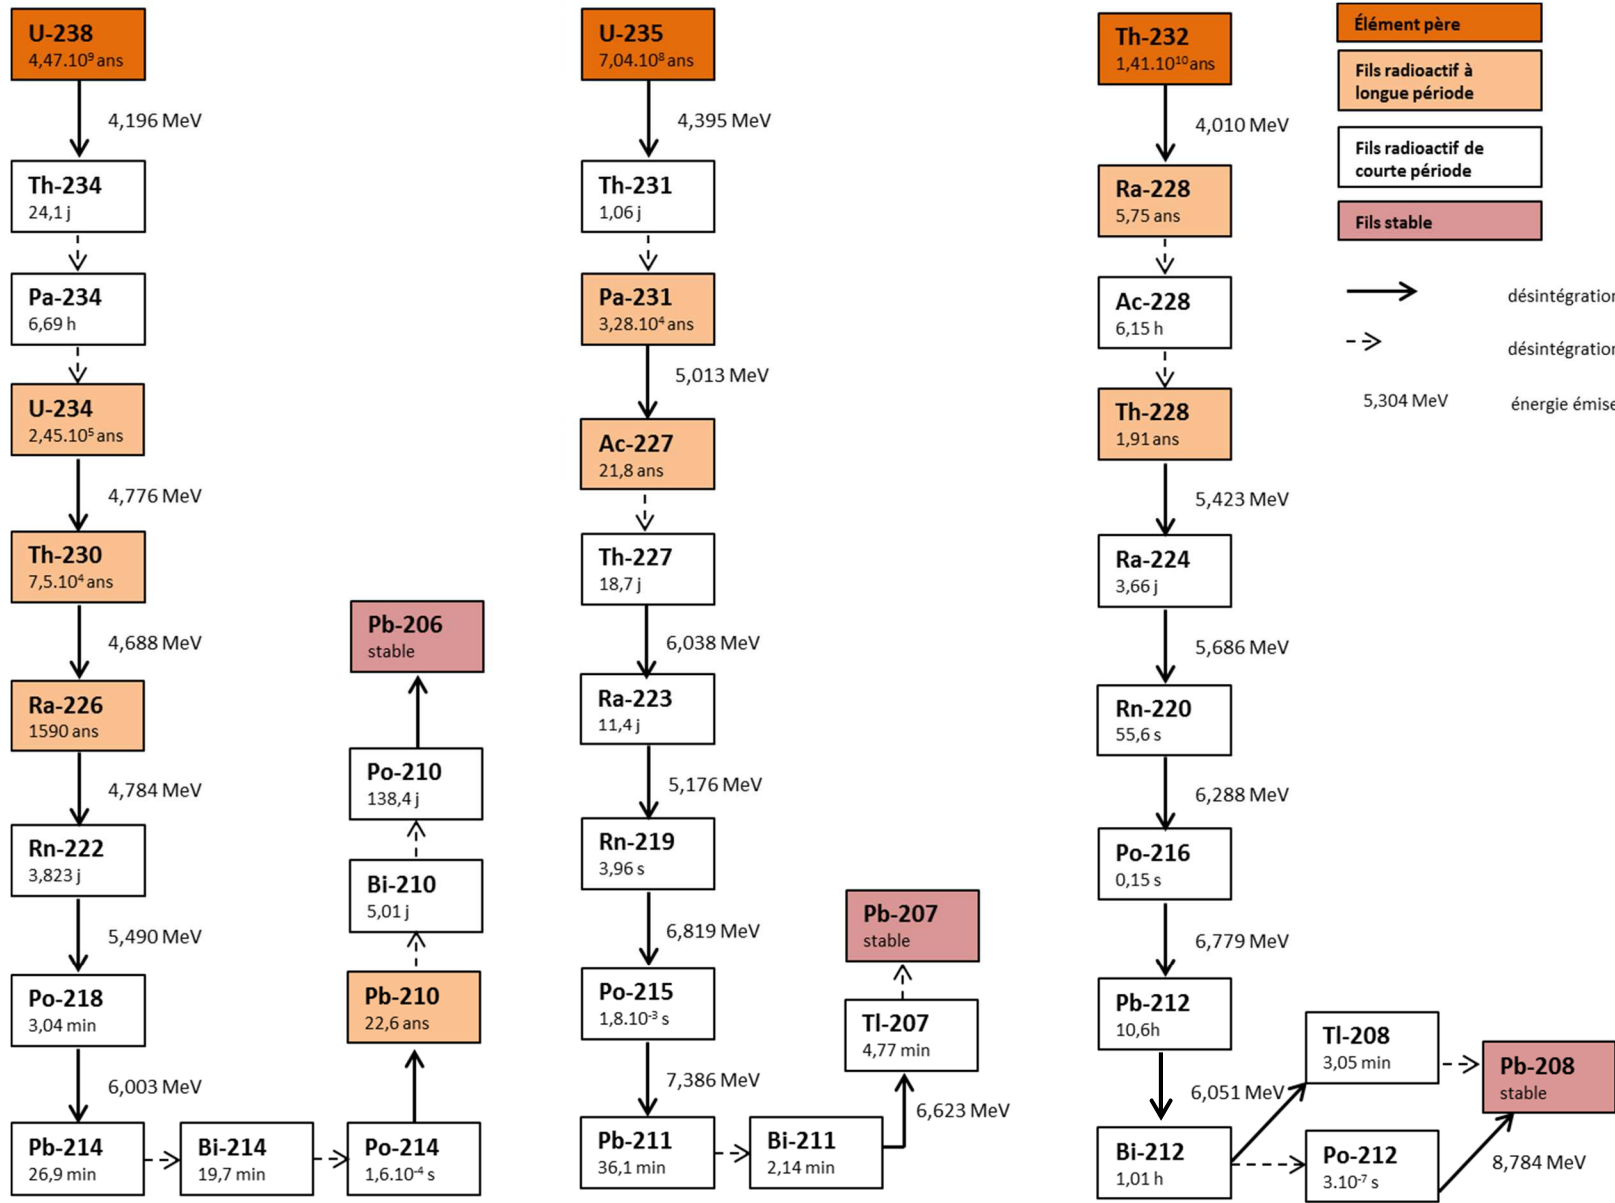 U-238
4,47.10⁹ ans
4,196 MeV
Th-234
24,1 j
Pa-234
6,69 h
U-234
2,45.10⁵ ans
4,776 MeV
Th-230
7,5.10⁴ ans
4,688 MeV
Ra-226
1590 ans
4,784 MeV
Rn-222
3,823 j
5,490 MeV
Po-218
3,04 min
6,003 MeV
Pb-214
26,9 min
Bi-214
19,7 min
Po-214
1,6.10⁻⁴ s
Pb-210
22,6 ans
Bi-210
5,01 j
Po-210
138,4 j
Pb-206
stable
U-235
7,04.10⁸ ans
4,395 MeV
Th-231
1,06 j
Pa-231
3,28.10⁴ ans
5,013 MeV
Ac-227
21,8 ans
Th-227
18,7 j
6,038 MeV
Ra-223
11,4 j
5,176 MeV
Rn-219
3,96 s
6,819 MeV
Po-215
1,8.10⁻³ s
7,386 MeV
Pb-211
36,1 min
Bi-211
2,14 min
6,623 MeV
Tl-207
4,77 min
Pb-207
stable
Th-232
1,41.10¹⁰ ans
4,010 MeV
Ra-228
5,75 ans
Ac-228
6,15 h
Th-228
1,91 ans
5,423 MeV
Ra-224
3,66 j
5,686 MeV
Rn-220
55,6 s
6,288 MeV
Po-216
0,15 s
6,779 MeV
Pb-212
10,6h
6,051 MeV
Bi-212
1,01 h
Tl-208
3,05 min
Po-212
3.10⁻⁷ s
8,784 MeV
Pb-208
stable
Élément père
Fils radioactif à
longue période
Fils radioactif de
courte période
Fils stable
désintégration
désintégration
5,304 MeV énergie émise